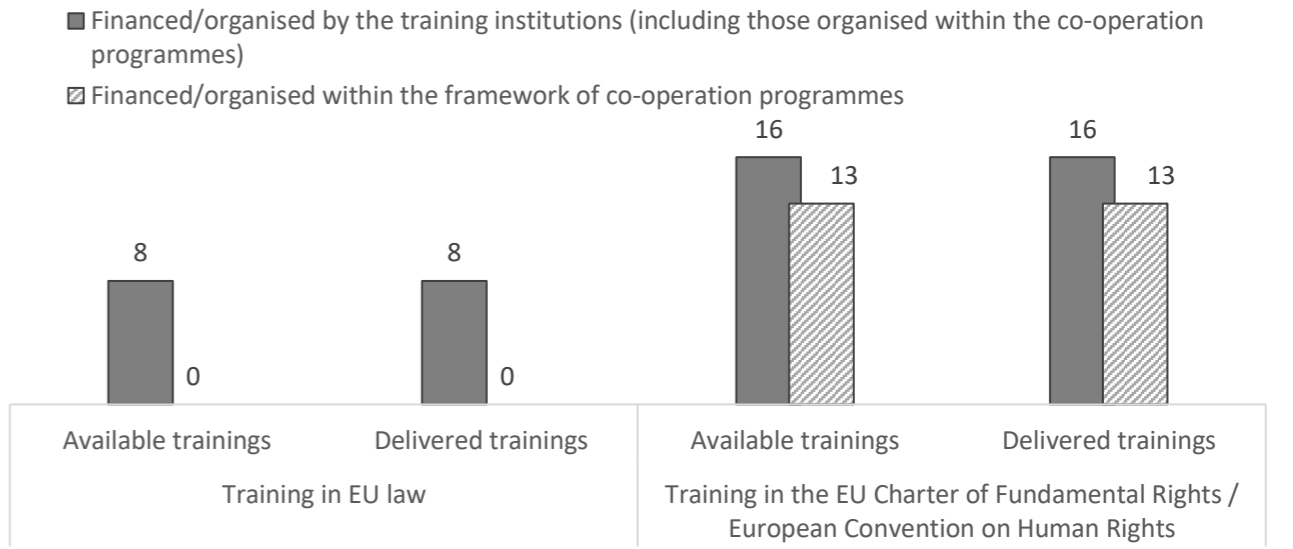 Financed/organised by the training institutions (including those organised within the co-operation
programmes)
Financed/organised within the framework of co-operation programmes
16
16
13
13
8
8
0
0
Available trainings
Delivered trainings
Available trainings
Delivered trainings
Training in EU law
Training in the EU Charter of Fundamental Rights /
European Convention on Human Rights